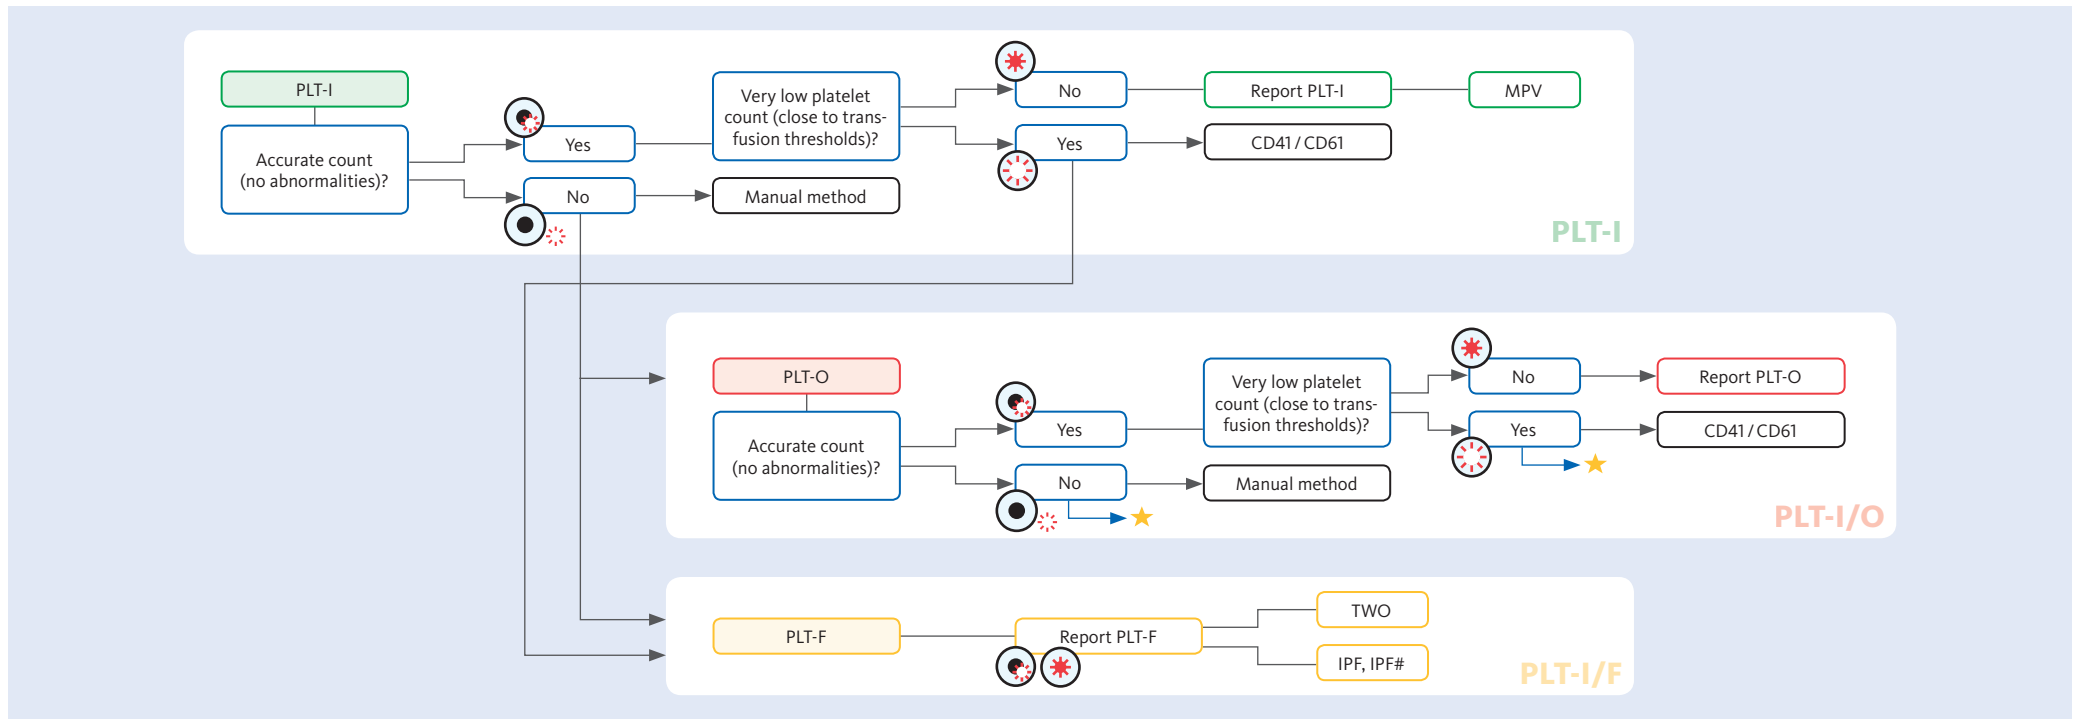 PLT-I
Accurate count
(no abnormalities)?
Yes
No
Very low platelet
count (close to trans-
fusion thresholds)?
Manual method
No
Yes
Report PLT-I
MPV
CD41 / CD61
PLT-I
PLT-O
Accurate count
(no abnormalities)?
Yes
No
Very low platelet
count (close to trans-
fusion thresholds)?
Manual method
No
Yes
Report PLT-O
CD41 / CD61
PLT-I/O
PLT-F
Report PLT-F
TWO
IPF, IPF#
PLT-I/F